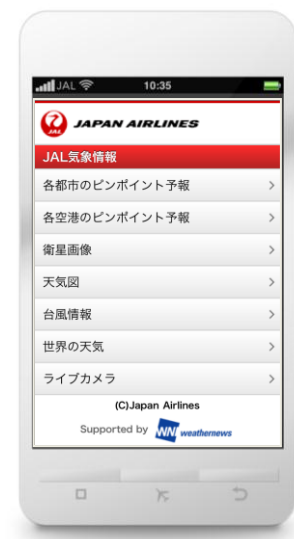 JAL 10:35
JAL JAPAN AIRLINES
JAL気象情報
各都市のピンポイント予報
各空港のピンポイント予報
衛星画像
天気図
台風情報
世界の天気
ライブカメラ
(C)Japan Airlines
Supported by WN weathernews